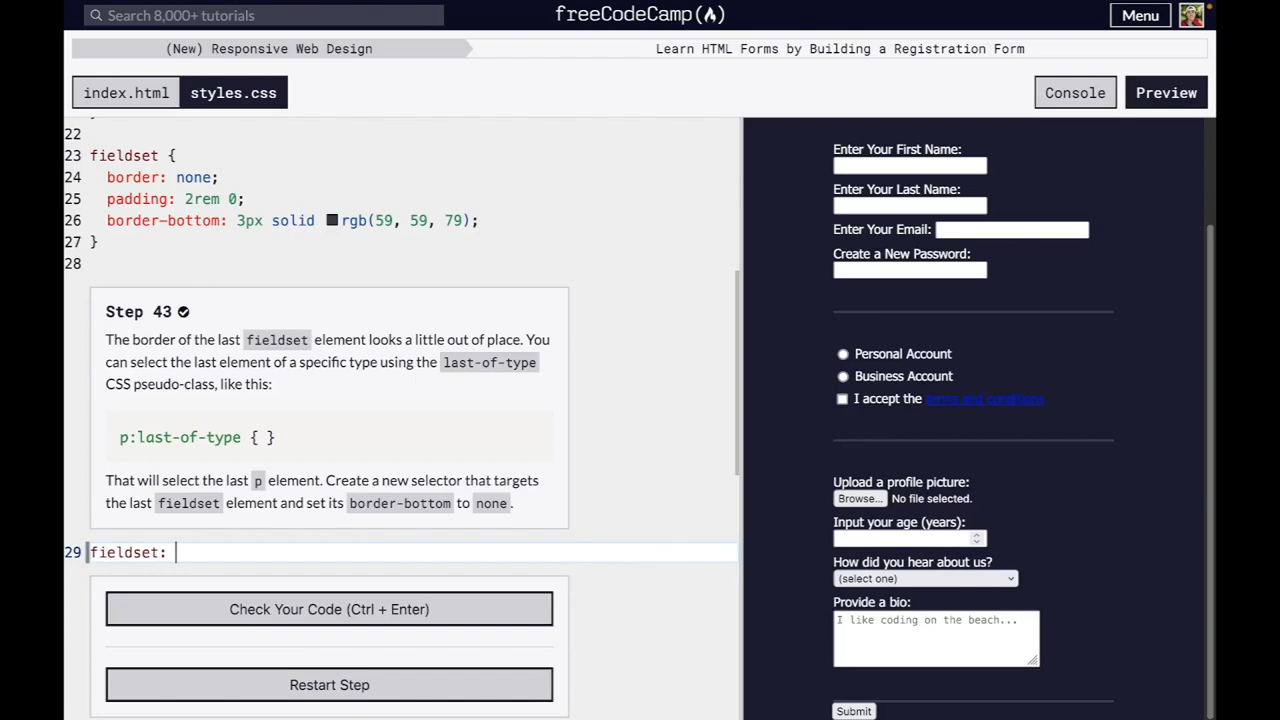 Search 8,000+ tutorials
freeCodeCamp
Menu
(New) Responsive Web Design
Learn HTML Forms by Building a Registration Form
index.html
styles.css
Console
Preview
22
23 fieldset {
24 border: none;
25 padding: 2rem 0;
26 border-bottom: 3px solid rgb(59, 59, 79);
27 }
28
Step 43
The border of the last fieldset element looks a little out of place. You
can select the last element of a specific type using the last-of-type
CSS pseudo-class, like this:
p:last-of-type { }
That will select the last p element. Create a new selector that targets
the last fieldset element and set its border-bottom to none.
29 fieldset:
Check Your Code (Ctrl + Enter)
Restart Step
Enter Your First Name:
Enter Your Last Name:
Enter Your Email:
Create a New Password:
Personal Account
Business Account
I accept the terms and conditions
Upload a profile picture:
Browse... No file selected.
Input your age (years):
How did you hear about us?
(select one)
Provide a bio:
I like coding on the beach...
Submit